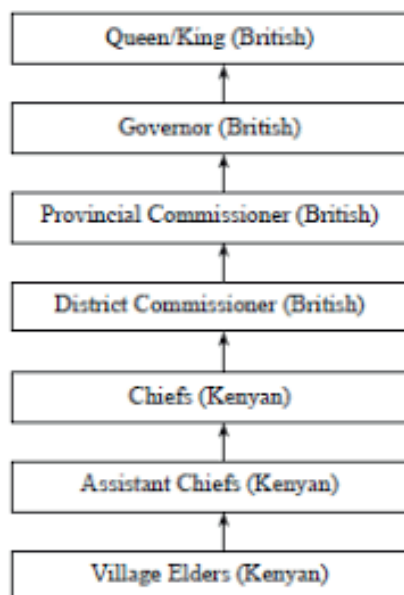 Queen/King (British)
Governor (British)
Provincial Commissioner (British)
District Commissioner (British)
Chiefs (Kenyan)
Assistant Chiefs (Kenyan)
Village Elders (Kenyan)